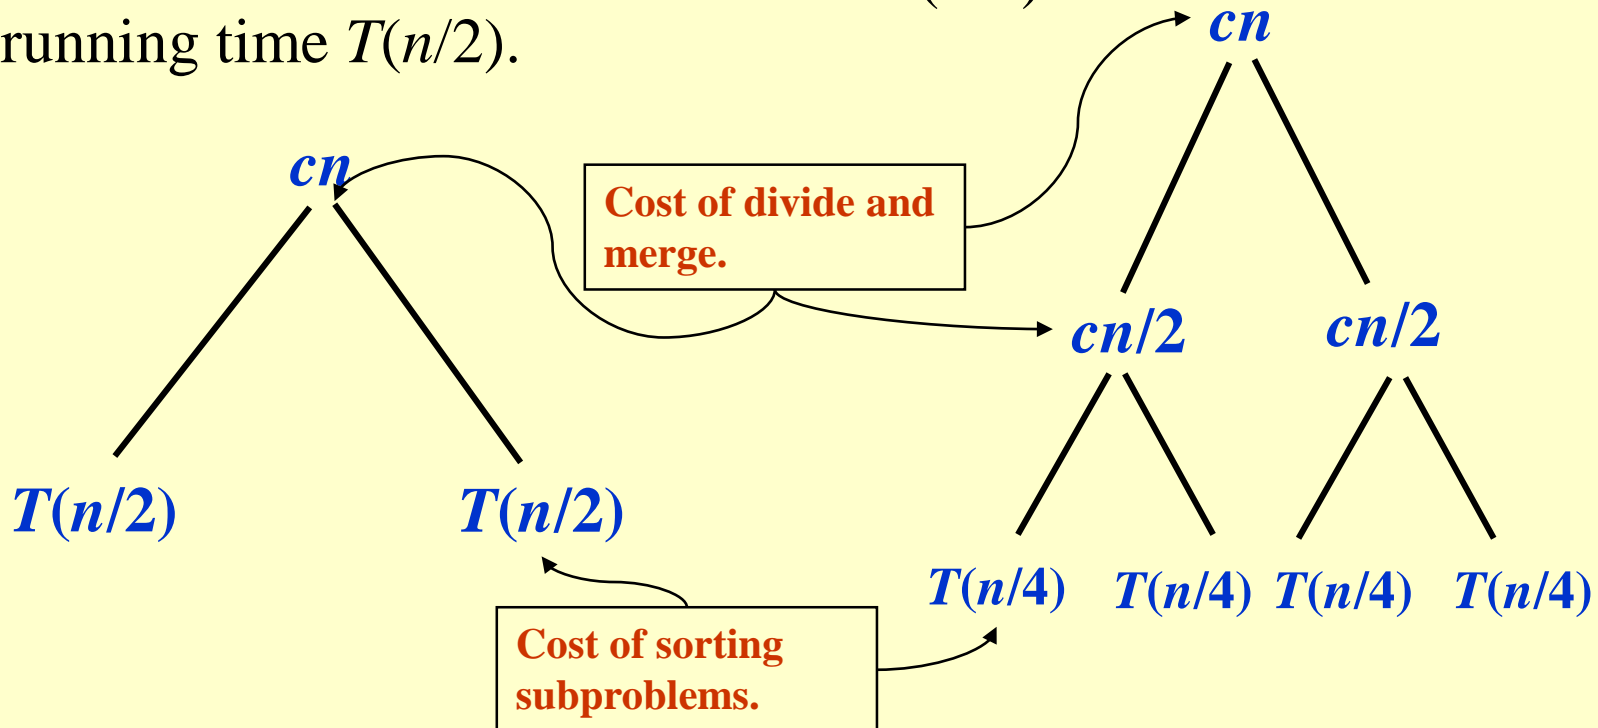 running time T(n/2).
cn
cn
Cost of divide and
merge.
cn/2
cn/2
T(n/2)
T(n/2)
T(n/4)
T(n/4)
T(n/4)
T(n/4)
Cost of sorting
subproblems.